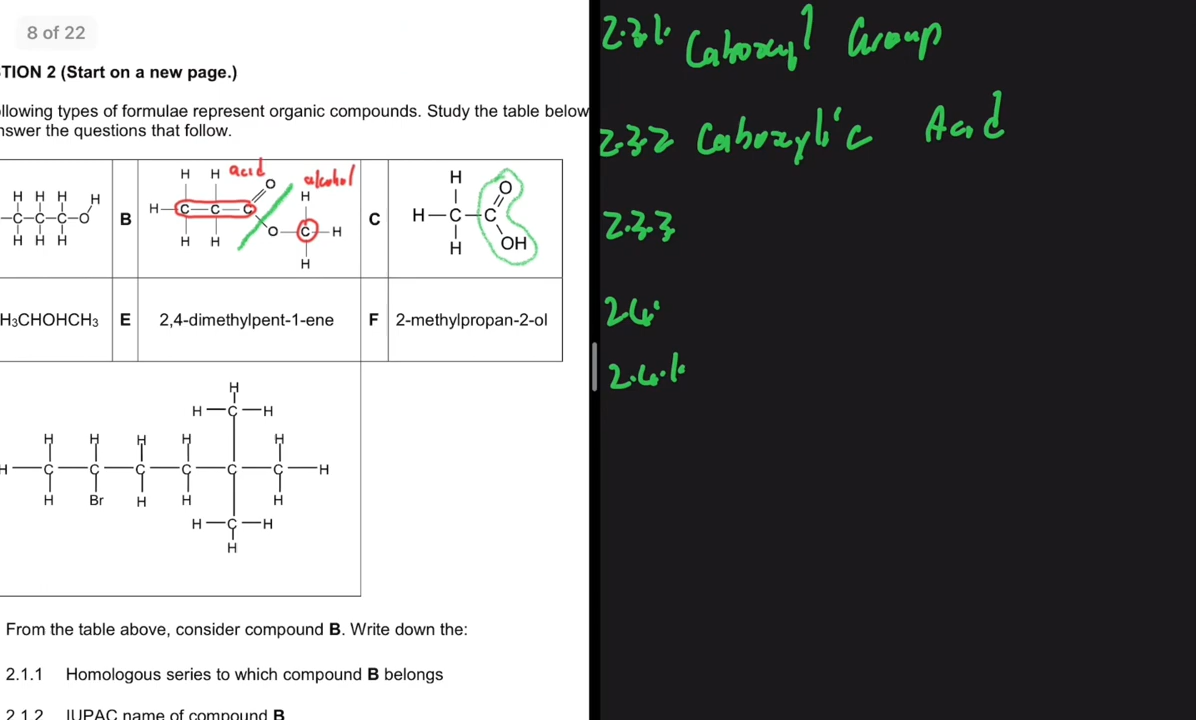 8 of 22
TION 2 (Start on a new page.)
llowing types of formulae represent organic compounds. Study the table below
nswer the questions that follow.
H H H H
-C-C-C-O
H H H
B
acid
alcohol
H H O H
H-C-C-C
O-C-H
H H H
C
H O
H-C-C
H OH
H₃CHOHCH₃
E
2,4-dimethylpent-1-ene
F
2-methylpropan-2-ol
H
H-C-H
H H H H H
H-C-C-C-C-C-C-H
H Br H H H
H-C-H
H
From the table above, consider compound B. Write down the:
2.1.1 Homologous series to which compound B belongs
2.1.2 IUPAC name of compound B
2.3.1. Caboxyl Group
2.3.2 Caboxylic Acid
2.3.3
2.4.
2.4.1.